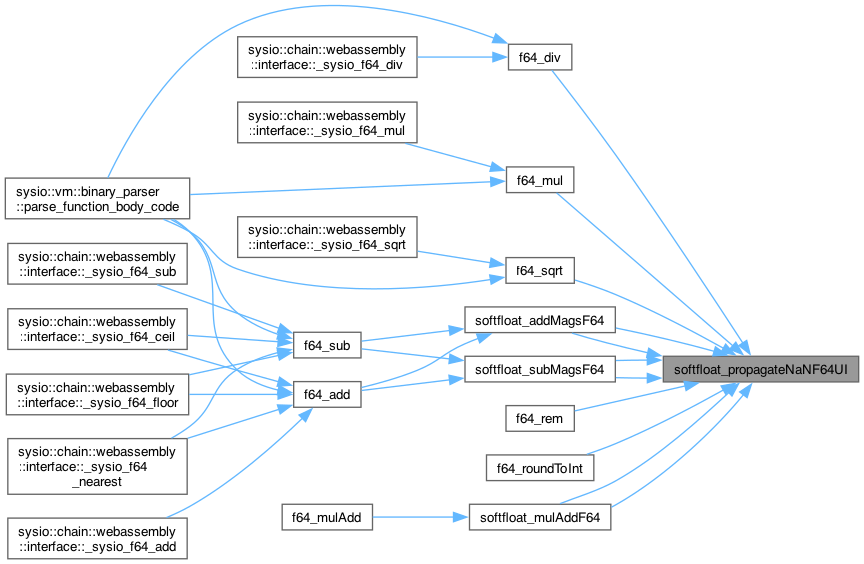 sysio::chain::webassembly
::interface::_sysio_f64_div
f64_div
sysio::chain::webassembly
::interface::_sysio_f64_mul
f64_mul
sysio::vm::binary_parser
::parse_function_body_code
sysio::chain::webassembly
::interface::_sysio_f64_sqrt
f64_sqrt
sysio::chain::webassembly
::interface::_sysio_f64_sub
sysio::chain::webassembly
::interface::_sysio_f64_ceil
f64_sub
softfloat_addMagsF64
softfloat_subMagsF64
softfloat_propagateNaNF64UI
sysio::chain::webassembly
::interface::_sysio_f64_floor
f64_add
f64_rem
sysio::chain::webassembly
::interface::_sysio_f64
_nearest
f64_roundToInt
f64_mulAdd
softfloat_mulAddF64
sysio::chain::webassembly
::interface::_sysio_f64_add